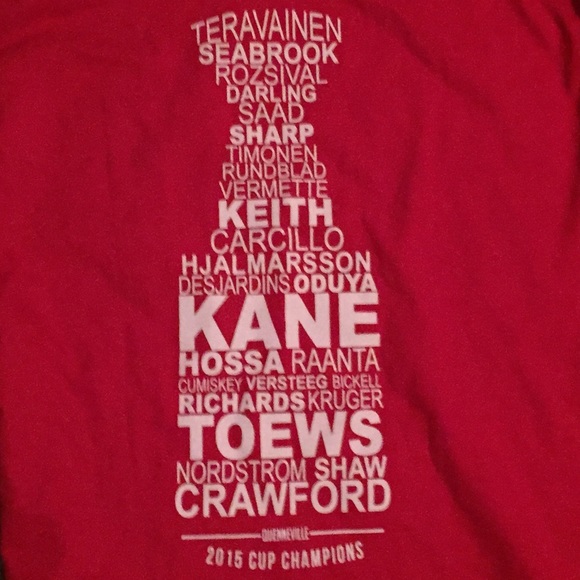 TERAVAINEN
SEABROOK
ROZSIVAL
DARLING
SAAD
SHARP
TIMONEN
RUNDBLAD
VERMETTE
KEITH
CARCILLO
HJALMARSSON
DESJARDINS ODUYA
KANE
HOSSA RAANTA
CUMISKEY VERSTEEG BICKELL
RICHARDS KRUGER
TOEWS
NORDSTROM SHAW
CRAWFORD
QUENNEVILLE
2015 CUP CHAMPIONS